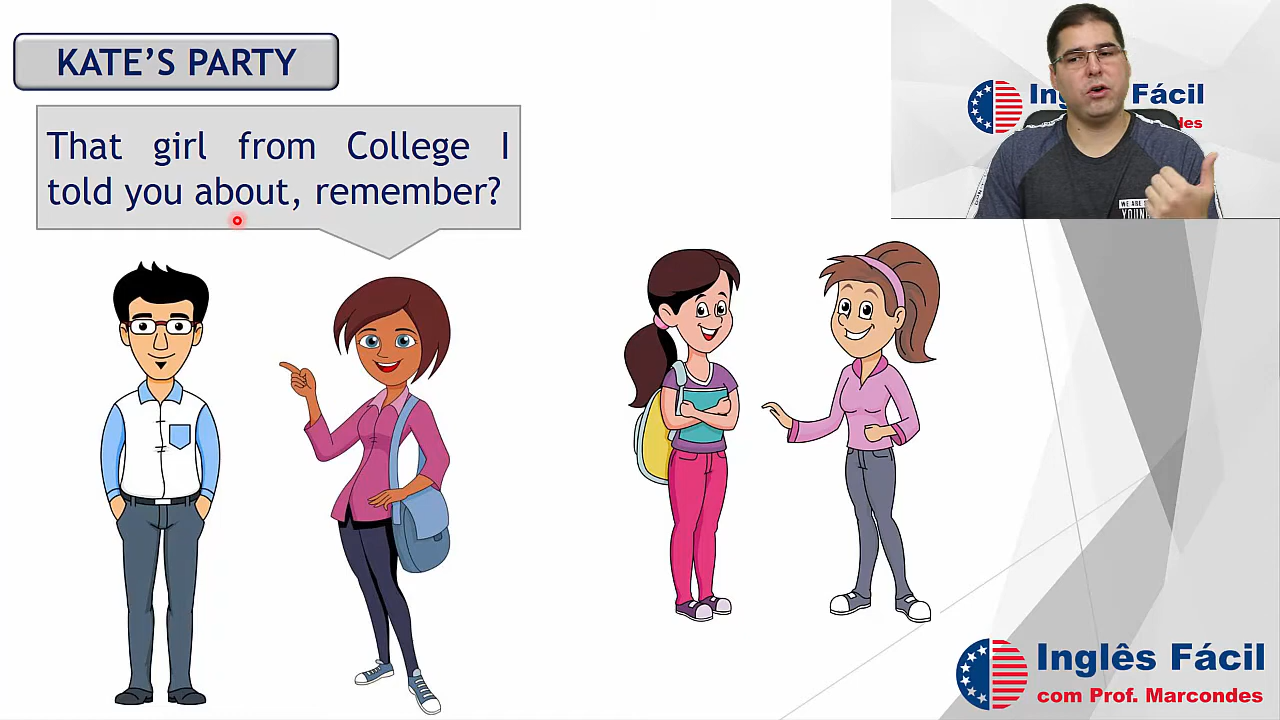 KATE'S PARTY
That girl from College I
told you about, remember?
Inglês Fácil
com Prof. Marcondes